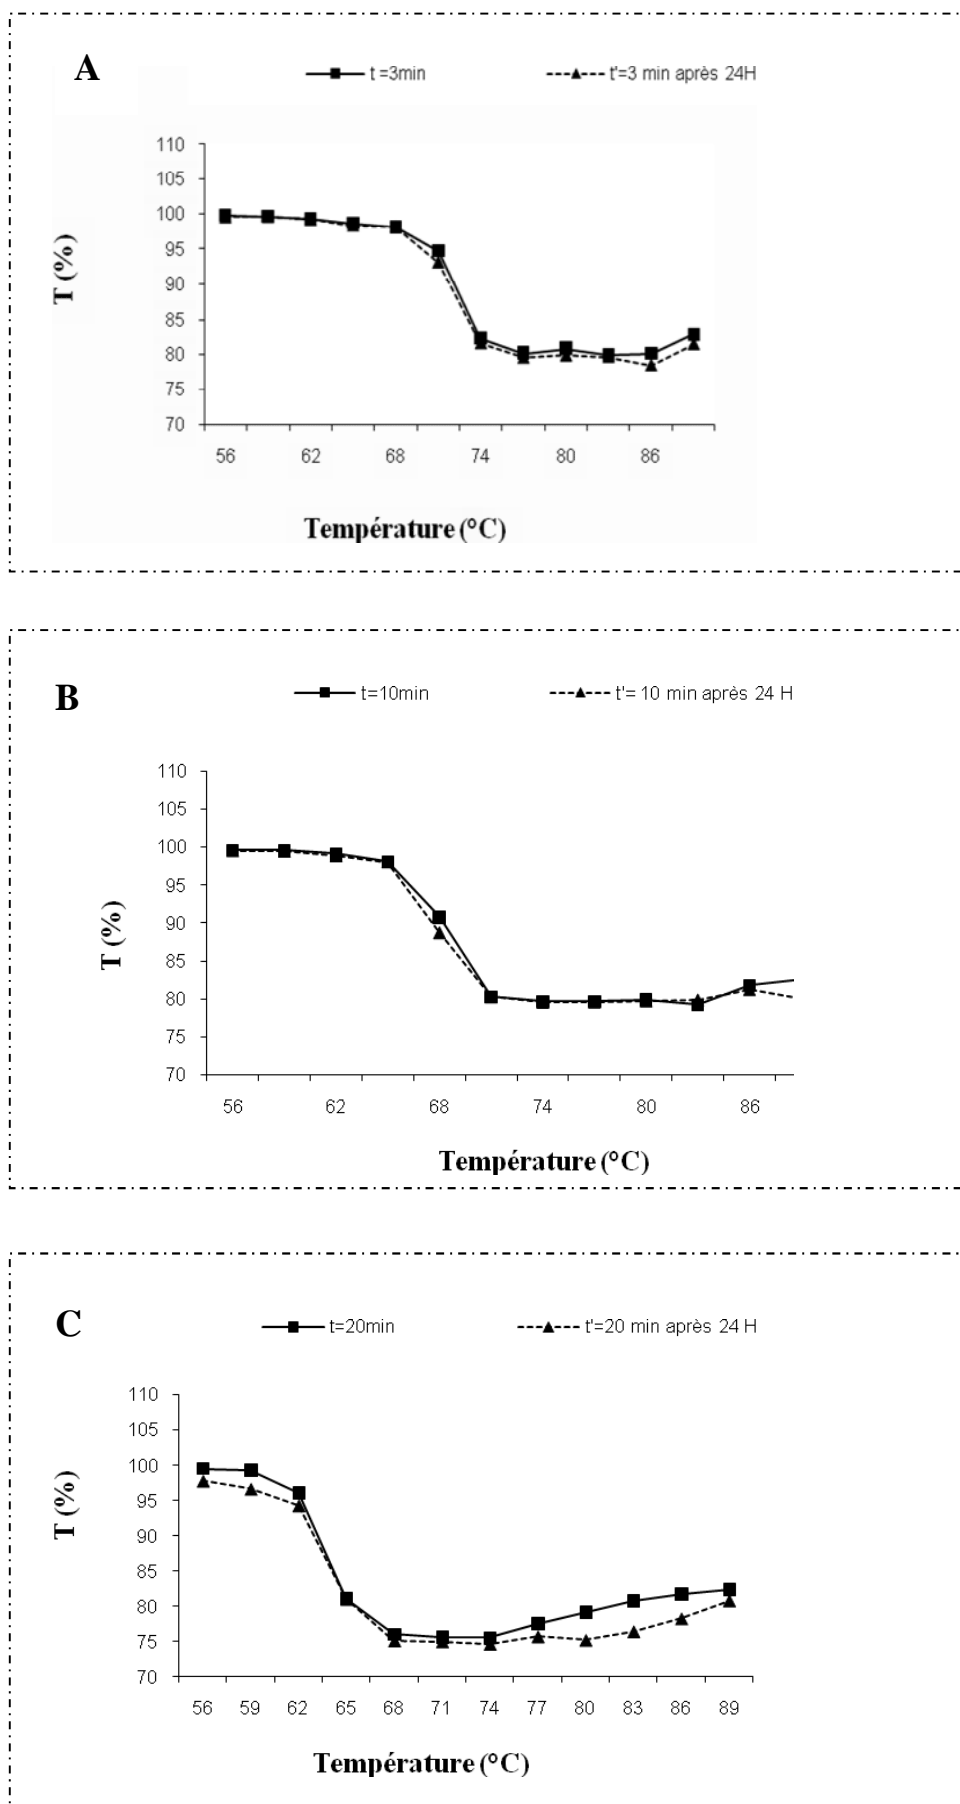 A
t =3min
t'=3 min après 24H
110
105
100
95
90
85
80
75
70
T (%)
56 62 68 74 80 86
Température (°C)
B
t=10min
t'= 10 min après 24 H
110
105
100
95
90
85
80
75
70
T (%)
56 62 68 74 80 86
Température (°C)
C
t=20min
t'=20 min après 24 H
110
105
100
95
90
85
80
75
70
T (%)
56 59 62 65 68 71 74 77 80 83 86 89
Température (°C)